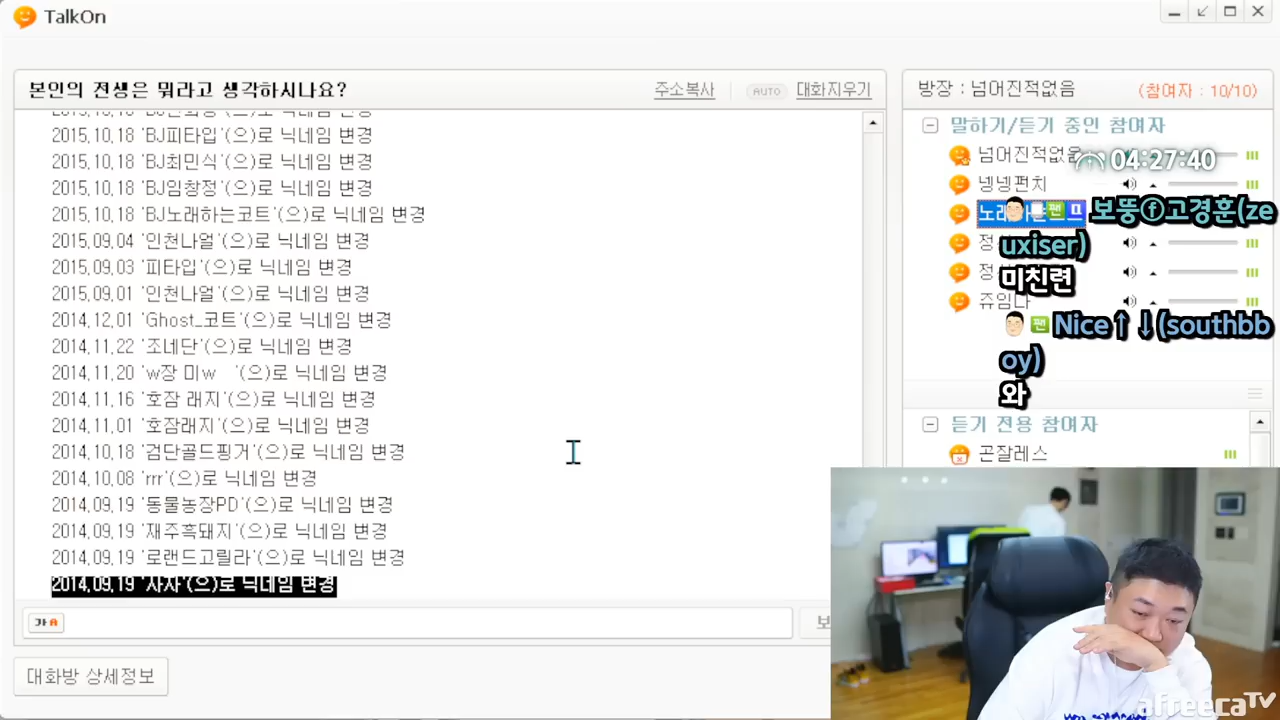 TalkOn
본인의 전생은 뭐라고 생각하시나요?
주소복사
AUTO
대화지우기
2015,10,18 'BJ피타입'(으)로 닉네임 변경
2015,10,18 'BJ최민식'(으)로 닉네임 변경
2015,10,18 'BJ임창정'(으)로 닉네임 변경
2015,10,18 'BJ노래하는코트'(으)로 닉네임 변경
2015,09,04 '인천나얼'(으)로 닉네임 변경
2015,09,03 '피타입'(으)로 닉네임 변경
2015,09,01 '인천나얼'(으)로 닉네임 변경
2014,12,01 'Ghost_코트'(으)로 닉네임 변경
2014,11,22 '조네단'(으)로 닉네임 변경
2014,11,20 'w장 미w    '(으)로 닉네임 변경
2014,11,16 '호잠 래지'(으)로 닉네임 변경
2014,11,01 '호잠래지'(으)로 닉네임 변경
2014,10,18 '검단골드핑거'(으)로 닉네임 변경
2014,10,08 'rrr'(으)로 닉네임 변경
2014,09,19 '동물농장PD'(으)로 닉네임 변경
2014,09,19 '재주흑돼지'(으)로 닉네임 변경
2014,09,19 '로랜드고릴라'(으)로 닉네임 변경
2014,09,19 '사자'(으)로 닉네임 변경
가A
대화방 상세정보
방장 : 넘어진적없음
(참여자 : 10/10)
말하기/듣기 중인 참여자
넘어진적없음
04:27:40
넹넹펀치
보뚱ⓕ고경훈(ze
uxiser)
미친련
쥬임나
Nice↑↓(southbb
oy)
와
듣기 전용 참여자
곤잘레스
afreecaTV